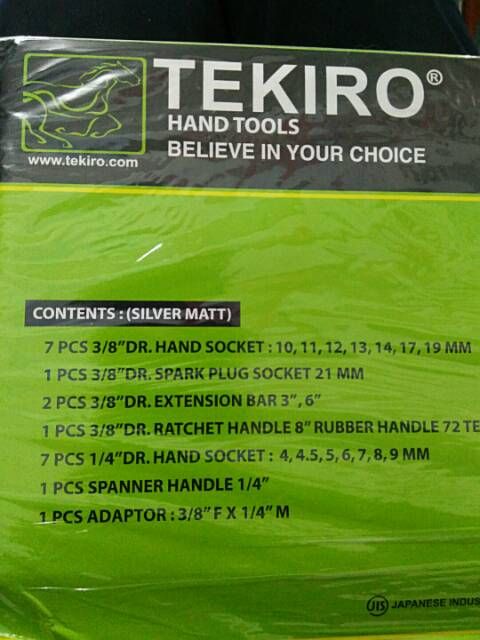 TEKIRO®
HAND TOOLS
BELIEVE IN YOUR CHOICE
www.tekiro.com
CONTENTS : (SILVER MATT)
7 PCS 3/8"DR. HAND SOCKET : 10, 11, 12, 13, 14, 17, 19 MM
1 PCS 3/8"DR. SPARK PLUG SOCKET 21 MM
2 PCS 3/8"DR. EXTENSION BAR 3", 6"
1 PCS 3/8"DR. RATCHET HANDLE 8" RUBBER HANDLE 72 TE
7 PCS 1/4"DR. HAND SOCKET : 4, 4.5, 5, 6, 7, 8, 9 MM
1 PCS SPANNER HANDLE 1/4"
1 PCS ADAPTOR : 3/8" F X 1/4" M
JIS JAPANESE INDUS